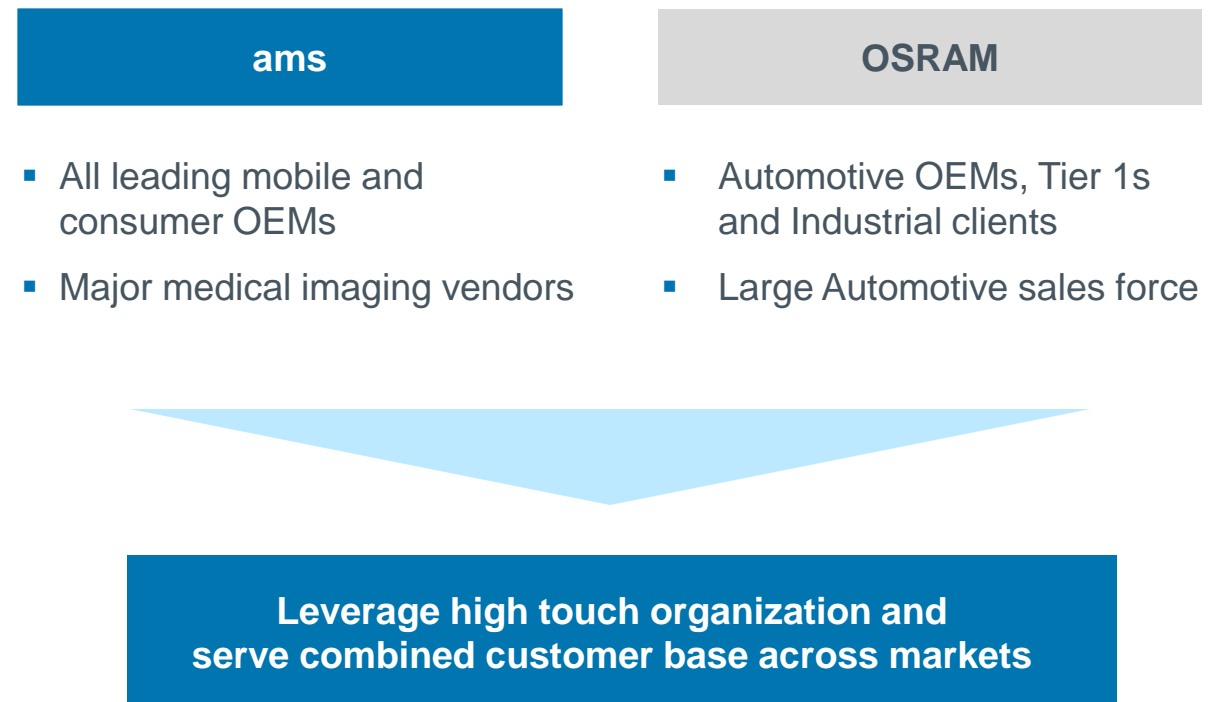 ams
▪ All leading mobile and
consumer OEMs
▪ Major medical imaging vendors
OSRAM
▪ Automotive OEMs, Tier 1s
and Industrial clients
▪ Large Automotive sales force
Leverage high touch organization and
serve combined customer base across markets